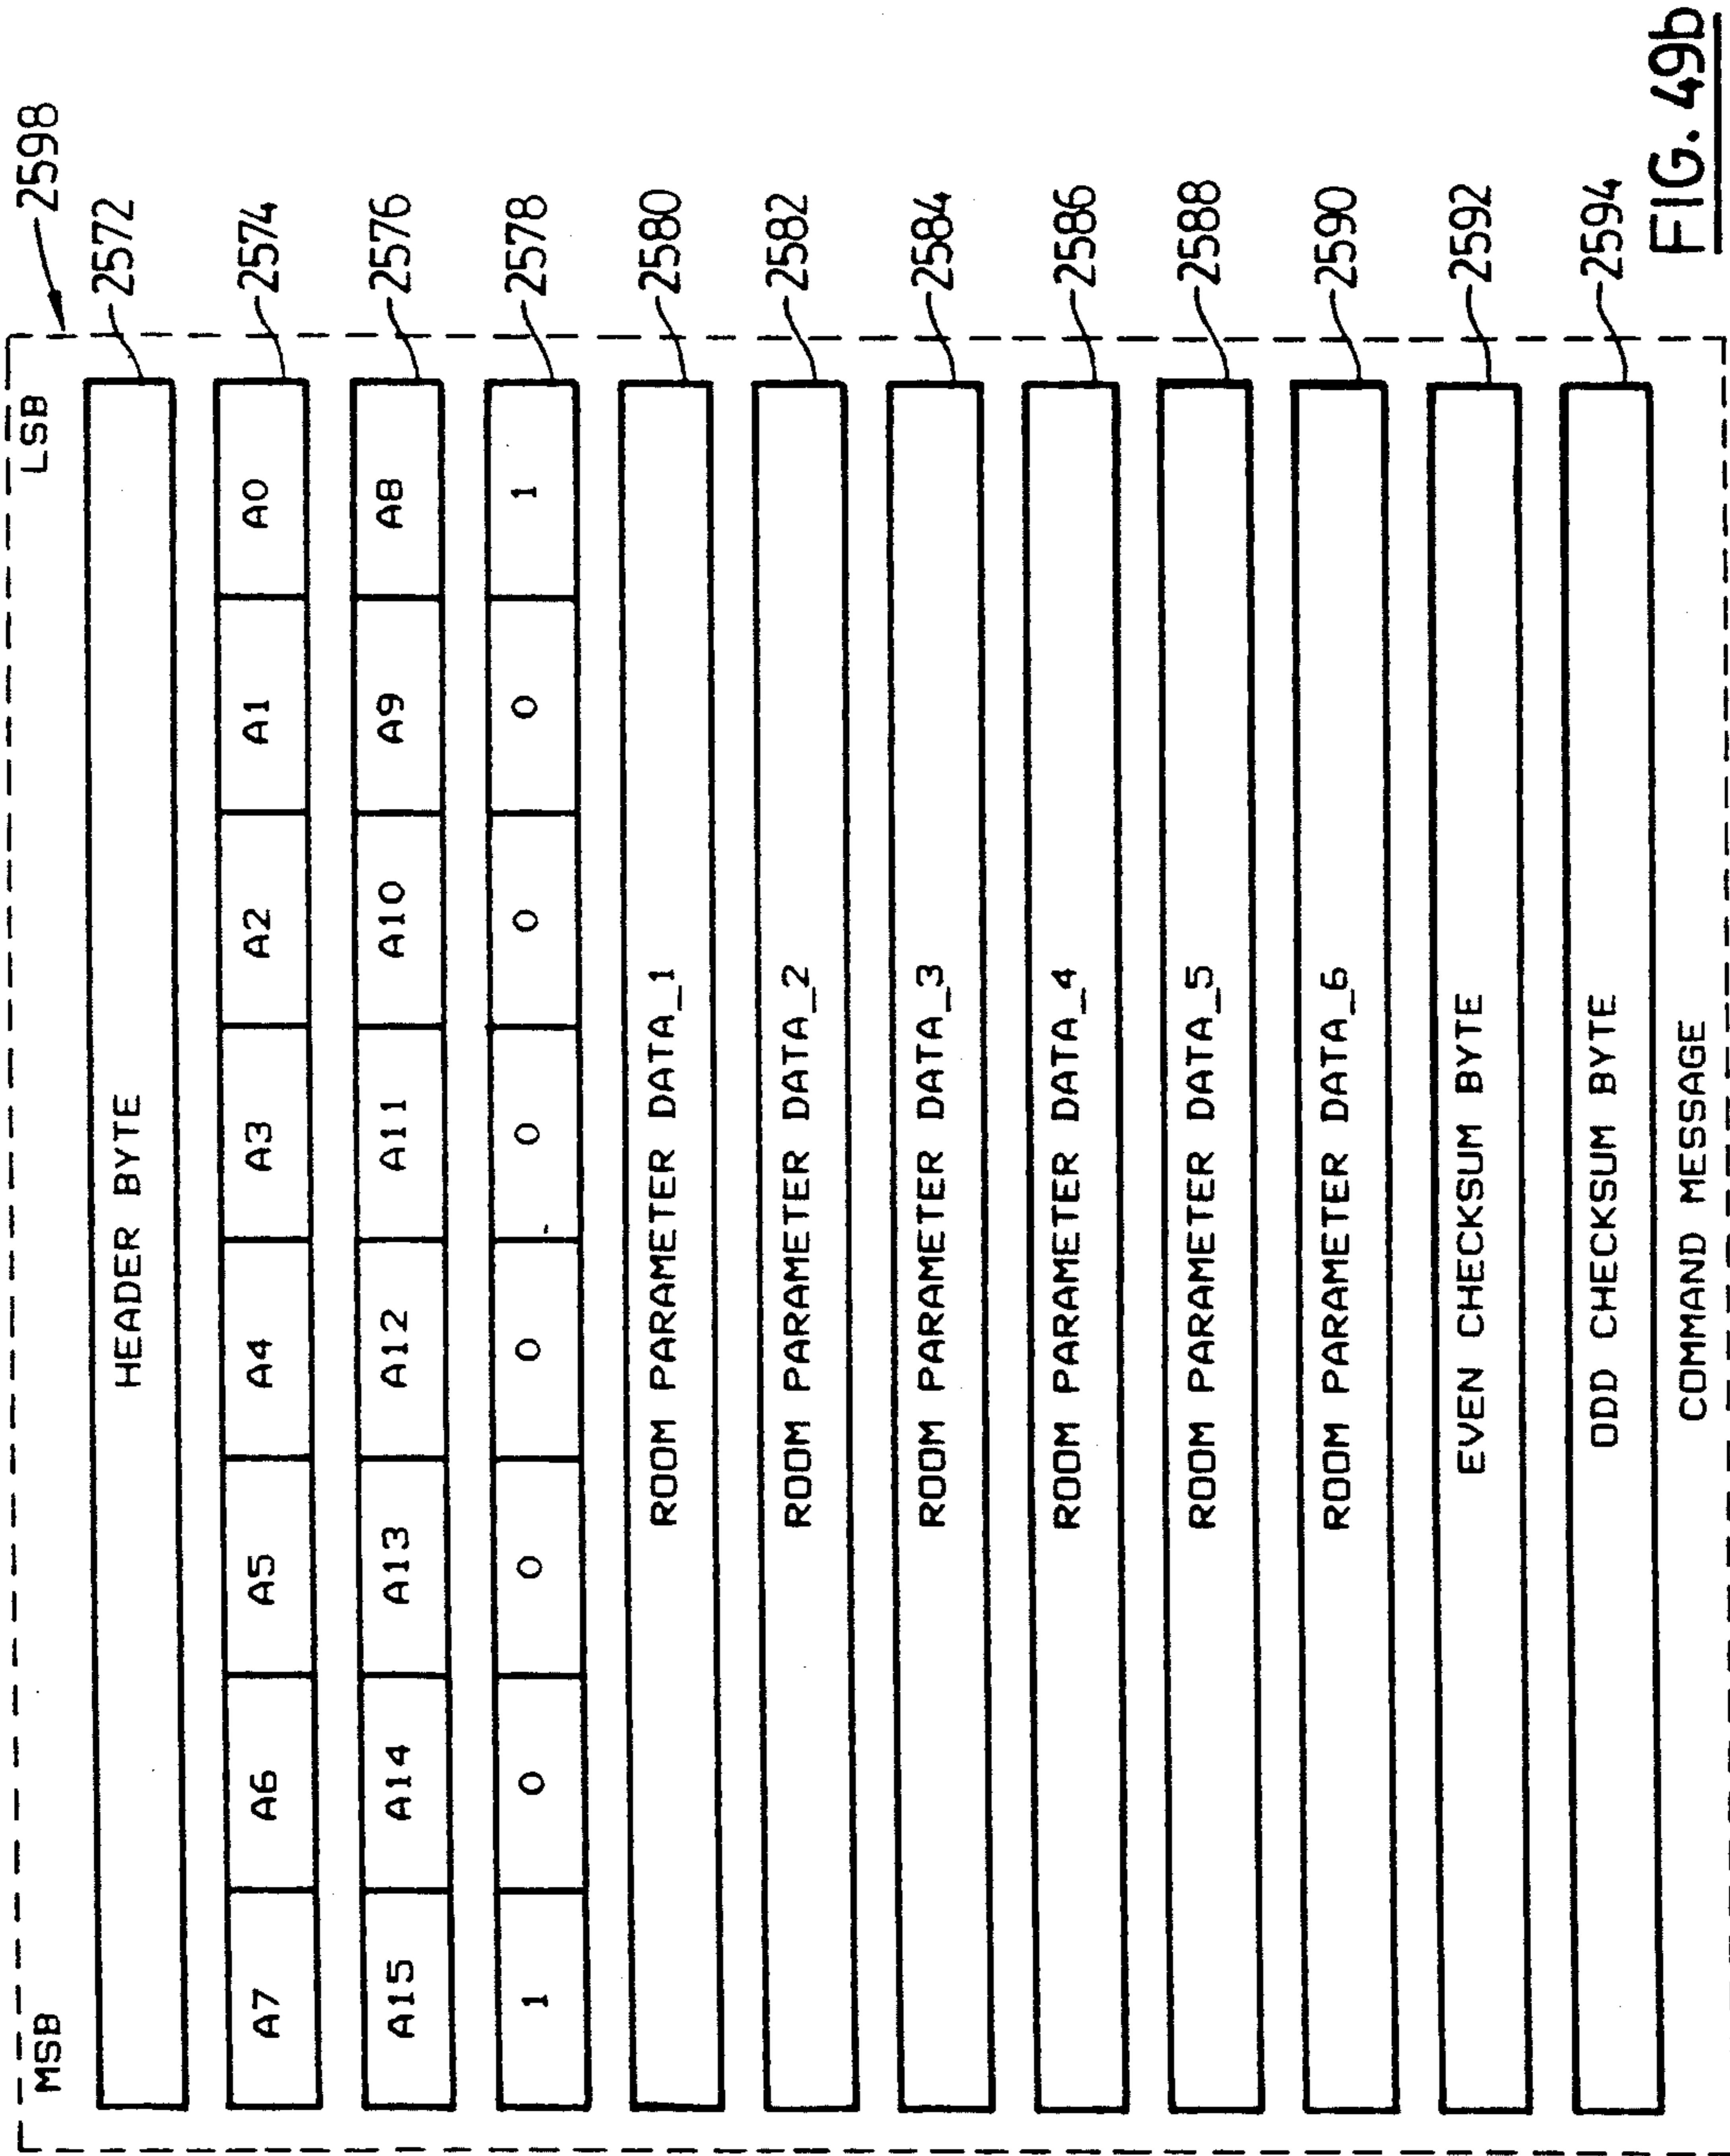 2598
MSB LSB
HEADER BYTE 2572
A7 A6 A5 A4 A3 A2 A1 A0 2574
A15 A14 A13 A12 A11 A10 A9 A8 2576
1 0 0 0 0 0 0 1 2578
ROOM PARAMETER DATA_1 2580
ROOM PARAMETER DATA_2 2582
ROOM PARAMETER DATA_3 2584
ROOM PARAMETER DATA_4 2586
ROOM PARAMETER DATA_5 2588
ROOM PARAMETER DATA_6 2590
EVEN CHECKSUM BYTE 2592
ODD CHECKSUM BYTE 2594
COMMAND MESSAGE
FIG. 49b